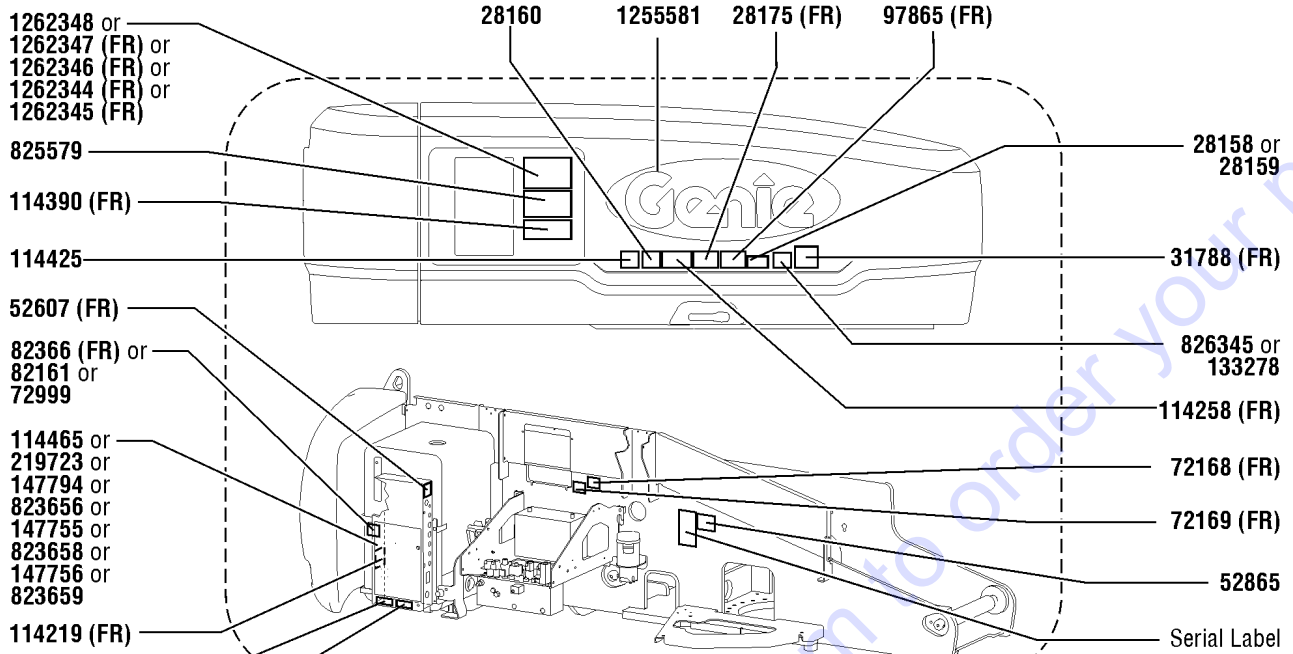 1262348 or
1262347 (FR) or
1262346 (FR) or
1262344 (FR) or
1262345 (FR)
825579
114390 (FR)
114425
52607 (FR)
82366 (FR) or
82161 or
72999
114465 or
219723 or
147794 or
823656 or
147755 or
823658 or
147756 or
823659
114219 (FR)
28160
1255581
28175 (FR)
97865 (FR)
Genie
28158 or
28159
31788 (FR)
826345 or
133278
114258 (FR)
72168 (FR)
72169 (FR)
52865
Serial Label
to order your